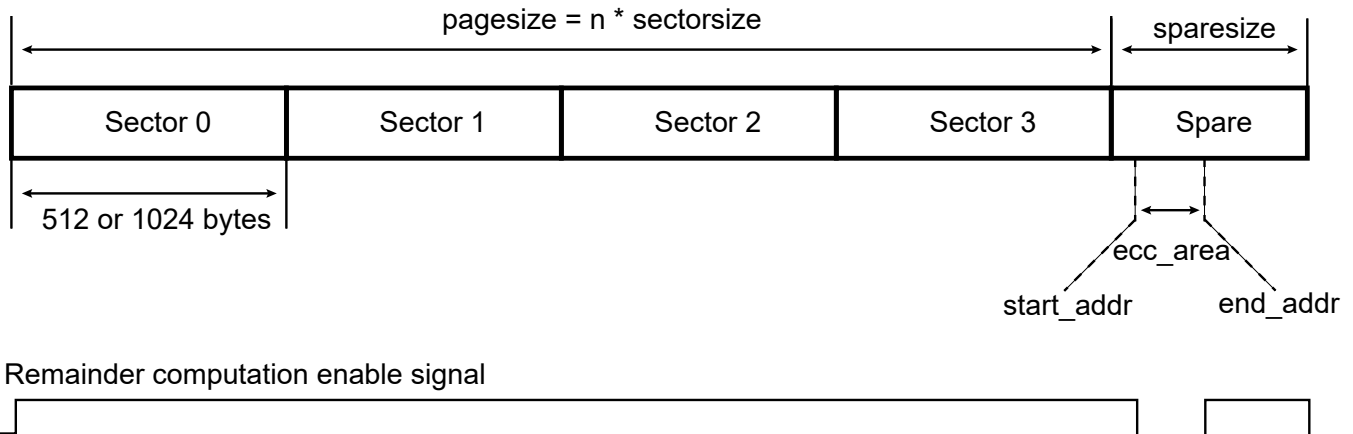 pagesize = n * sectorsize
sparesize
Sector 0
Sector 1
Sector 2
Sector 3
Spare
512 or 1024 bytes
ecc_area
start_addr
end_addr
Remainder computation enable signal